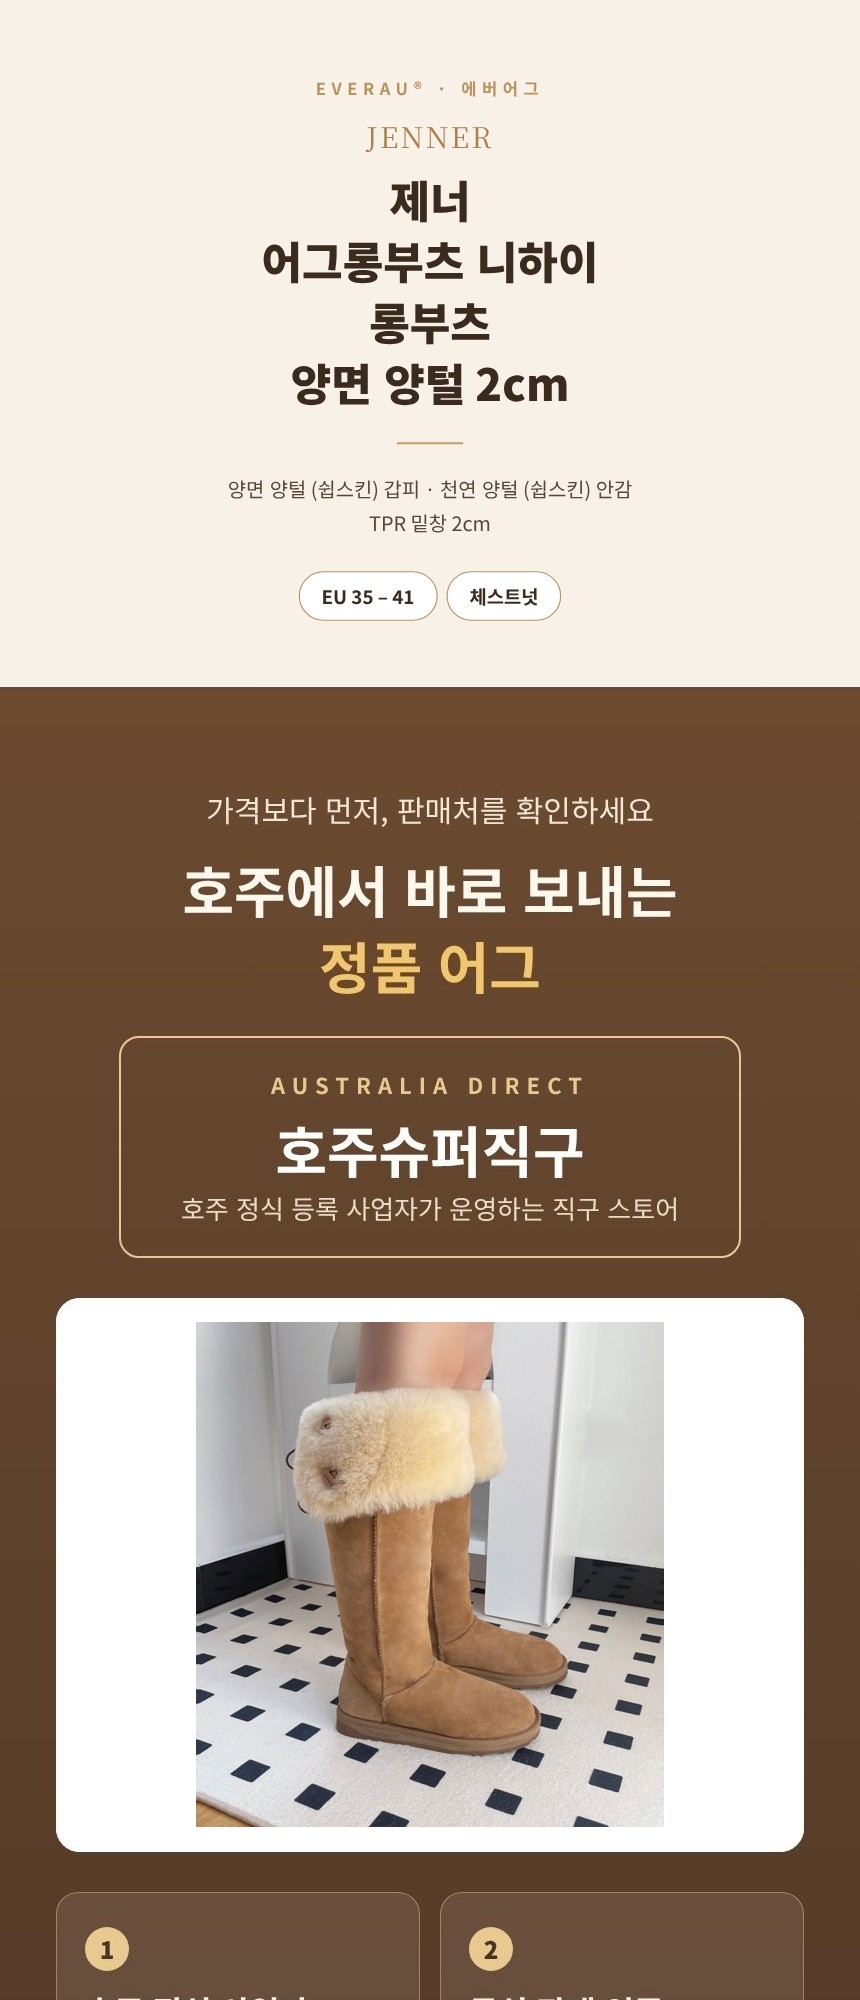 EVERAU® · 에버어그
JENNER
제너
어그롱부츠 니하이
롱부츠
양면 양털 2cm
양면 양털 (쉽스킨) 갑피 · 천연 양털 (쉽스킨) 안감
TPR 밑창 2cm
EU 35 – 41
체스트넛
가격보다 먼저, 판매처를 확인하세요
호주에서 바로 보내는
정품 어그
AUSTRALIA DIRECT
호주슈퍼직구
호주 정식 등록 사업자가 운영하는 직구 스토어
1
2